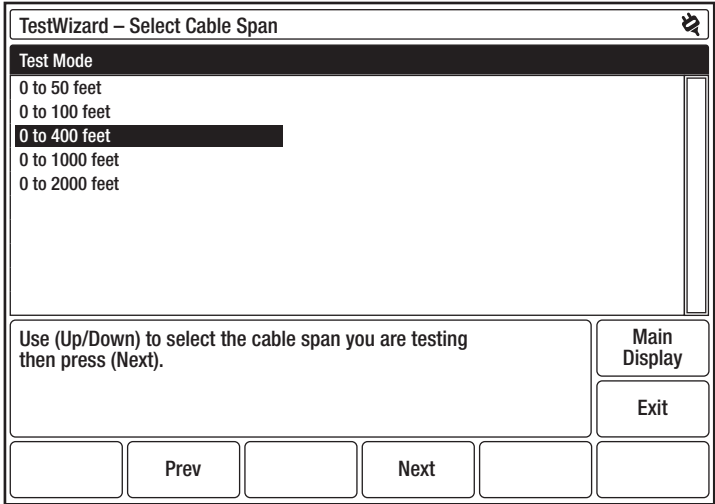 TestWizard – Select Cable Span
Test Mode
0 to 50 feet
0 to 100 feet
0 to 400 feet
0 to 1000 feet
0 to 2000 feet
Use (Up/Down) to select the cable span you are testing
then press (Next).
Main
Display
Exit
Prev
Next